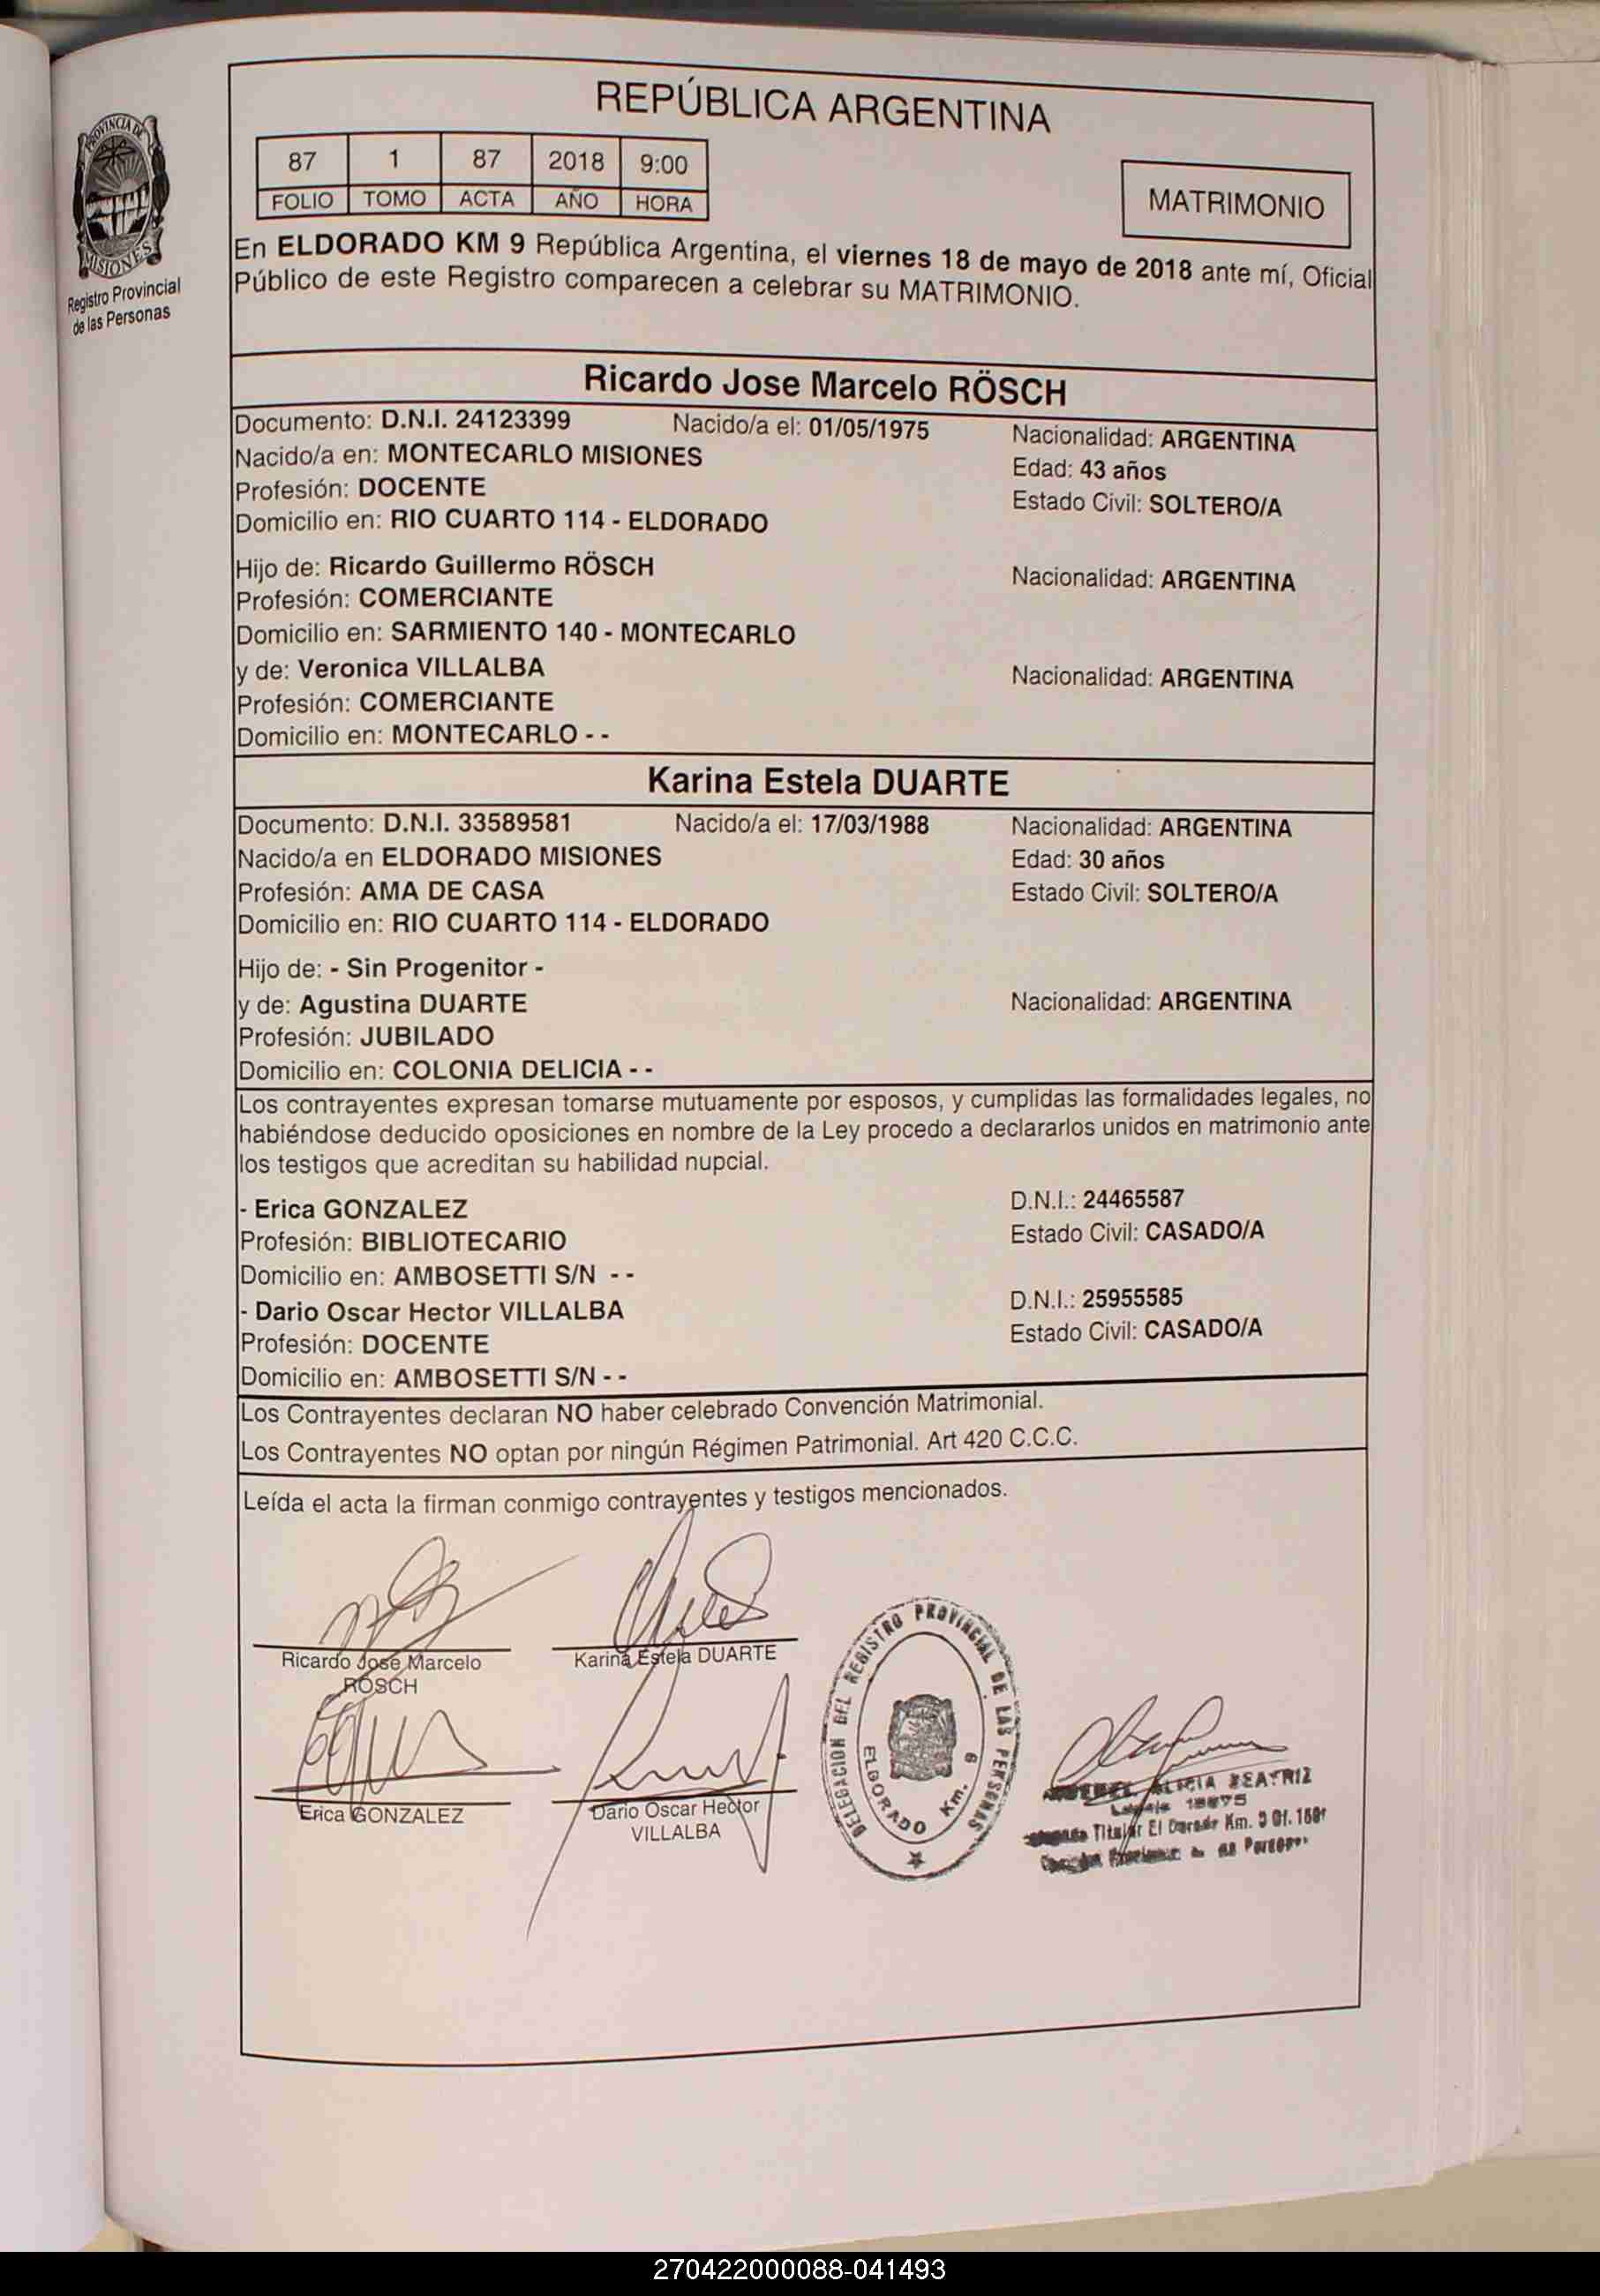 PROVINCIA DE
MISIONES
Registro Provincial
de las Personas
REPÚBLICA ARGENTINA
87 1 87 2018 9:00
FOLIO TOMO ACTA AÑO HORA
MATRIMONIO
En ELDORADO KM 9 República Argentina, el viernes 18 de mayo de 2018 ante mí, Oficial
Público de este Registro comparecen a celebrar su MATRIMONIO.
Ricardo Jose Marcelo RÖSCH
Documento: D.N.I. 24123399 Nacido/a el: 01/05/1975 Nacionalidad: ARGENTINA
Nacido/a en: MONTECARLO MISIONES Edad: 43 años
Profesión: DOCENTE Estado Civil: SOLTERO/A
Domicilio en: RIO CUARTO 114 - ELDORADO
Hijo de: Ricardo Guillermo RÖSCH Nacionalidad: ARGENTINA
Profesión: COMERCIANTE
Domicilio en: SARMIENTO 140 - MONTECARLO
y de: Veronica VILLALBA Nacionalidad: ARGENTINA
Profesión: COMERCIANTE
Domicilio en: MONTECARLO - -
Karina Estela DUARTE
Documento: D.N.I. 33589581 Nacido/a el: 17/03/1988 Nacionalidad: ARGENTINA
Nacido/a en ELDORADO MISIONES Edad: 30 años
Profesión: AMA DE CASA Estado Civil: SOLTERO/A
Domicilio en: RIO CUARTO 114 - ELDORADO
Hijo de: - Sin Progenitor -
y de: Agustina DUARTE Nacionalidad: ARGENTINA
Profesión: JUBILADO
Domicilio en: COLONIA DELICIA - -
Los contrayentes expresan tomarse mutuamente por esposos, y cumplidas las formalidades legales, no
habiéndose deducido oposiciones en nombre de la Ley procedo a declararlos unidos en matrimonio ante
los testigos que acreditan su habilidad nupcial.
- Erica GONZALEZ D.N.I.: 24465587
Profesión: BIBLIOTECARIO Estado Civil: CASADO/A
Domicilio en: AMBOSETTI S/N - -
- Dario Oscar Hector VILLALBA D.N.I.: 25955585
Profesión: DOCENTE Estado Civil: CASADO/A
Domicilio en: AMBOSETTI S/N - -
Los Contrayentes declaran NO haber celebrado Convención Matrimonial.
Los Contrayentes NO optan por ningún Régimen Patrimonial. Art 420 C.C.C.
Leída el acta la firman conmigo contrayentes y testigos mencionados.
Ricardo Jose Marcelo
RÖSCH
Karina Estela DUARTE
Erica GONZALEZ
Dario Oscar Hector
VILLALBA
DELEGACION DEL REGISTRO PROVINCIAL DE LAS PERSONAS
ELDORADO Km. 9
ALICIA BEATRIZ
Titular El Dorado Km. 9 Of.
270422000088-041493